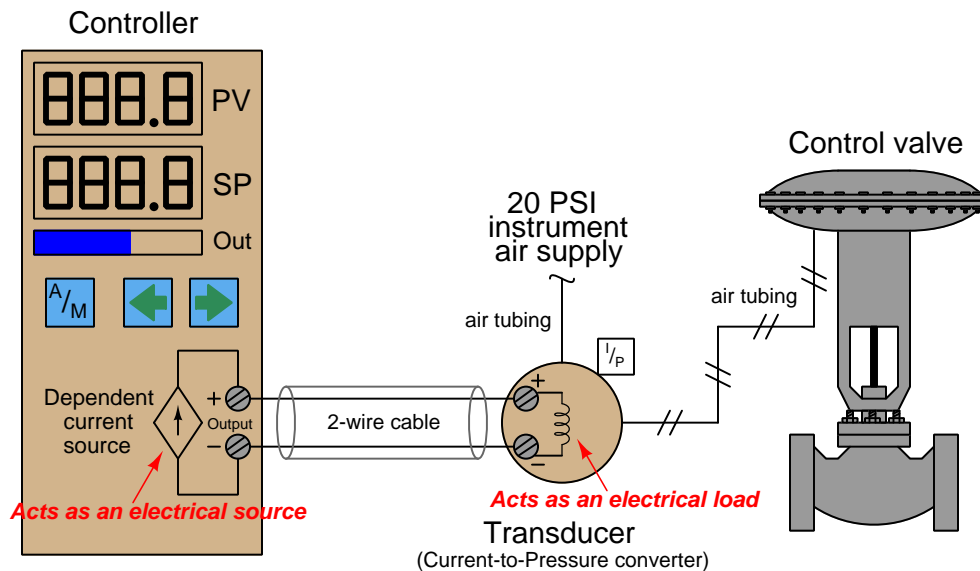 Controller
888.8 PV
888.8 SP
Out
A/M
Dependent
current
source
+
Output
−
Acts as an electrical source
2-wire cable
20 PSI
instrument
air supply
air tubing
I/P
+
−
Acts as an electrical load
Transducer
(Current-to-Pressure converter)
air tubing
Control valve